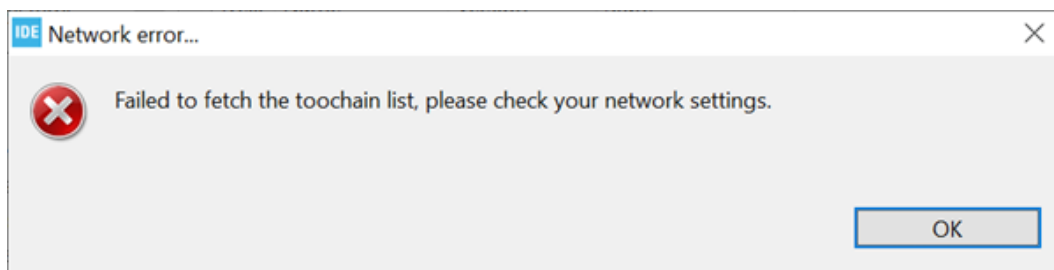 IDE Network error...
Failed to fetch the toochain list, please check your network settings.
OK